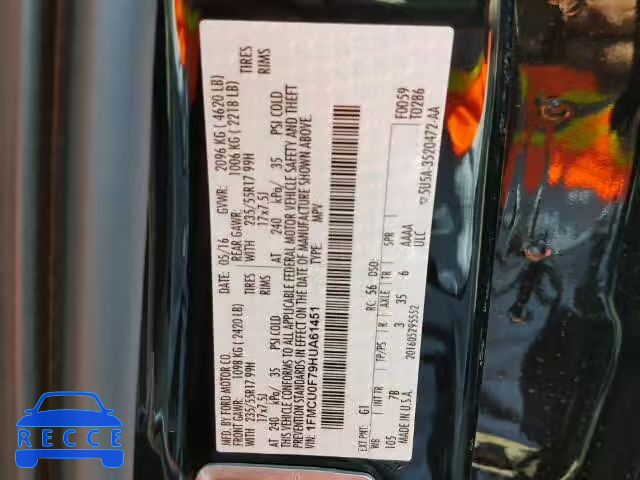 MFD. BY FORD MOTOR CO.
DATE: 05/16 GVWR: 2096 KG ( 4620 LB)
FRONT GAWR: 1098 KG ( 2420 LB) REAR GAWR: 1006 KG ( 2218 LB)
235/55R17 99H TIRES WITH 235/55R17 99H TIRES
17x7.5J RIMS 17x7.5J RIMS
AT 240 kPa/ 35 PSI COLD AT 240 kPa/ 35 PSI COLD
THIS VEHICLE CONFORMS TO ALL APPLICABLE FEDERAL MOTOR VEHICLE SAFETY AND THEFT
PREVENTION STANDARDS IN EFFECT ON THE DATE OF MANUFACTURE SHOWN ABOVE.
VIN: 1FMCU0F79HUA61451 TYPE: MPV
F0059
T0286
EXT PNT: G1 RC: 56 DSO:
WB INT TR TP/PS R AXLE TR SPR
105 7B 3 35 6 AAAA
ULC
MADE IN U.S.A. 201605295552 5U5A-3520472-AA
RECCE